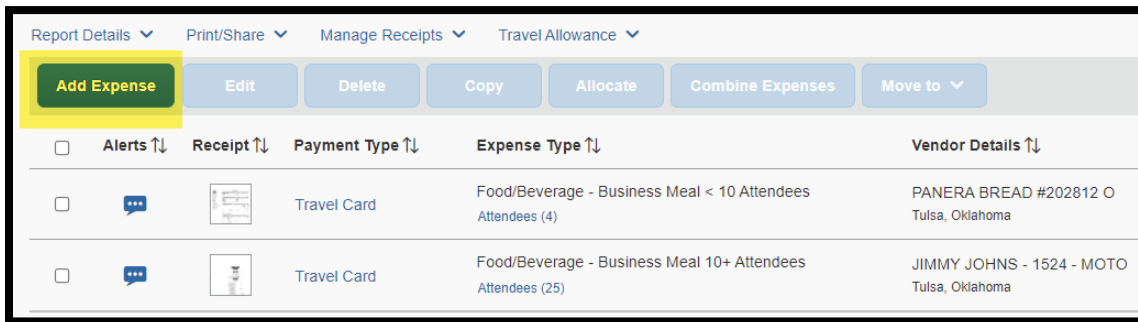 Report Details Print/Share Manage Receipts Travel Allowance
Add Expense Edit Delete Copy Allocate Combine Expenses Move to
Alerts Receipt Payment Type Expense Type Vendor Details
Travel Card Food/Beverage - Business Meal < 10 Attendees PANERA BREAD #202812 O
Attendees (4) Tulsa, Oklahoma
Travel Card Food/Beverage - Business Meal 10+ Attendees JIMMY JOHNS - 1524 - MOTO
Attendees (25) Tulsa, Oklahoma